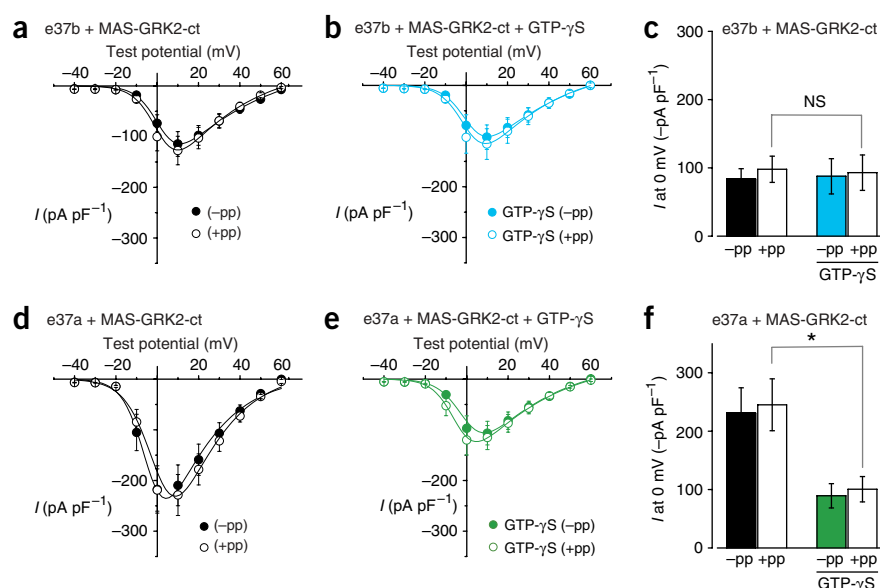 a e37b + MAS-GRK2-ct
Test potential (mV)
–40 –20 20 40 60
–100
–200
–300
I (pA pF⁻¹)
(–pp)
(+pp)
b e37b + MAS-GRK2-ct + GTP-γS
Test potential (mV)
–40 –20 20 40 60
–100
–200
–300
I (pA pF⁻¹)
GTP-γS (–pp)
GTP-γS (+pp)
c e37b + MAS-GRK2-ct
I at 0 mV (–pA pF⁻¹)
300
200
100
0
NS
–pp +pp –pp +pp
GTP-γS
d e37a + MAS-GRK2-ct
Test potential (mV)
–40 –20 0 20 40 60
–100
–200
–300
I (pA pF⁻¹)
(–pp)
(+pp)
e e37a + MAS-GRK2-ct + GTP-γS
Test potential (mV)
–40 –20 0 20 40 60
–100
–200
–300
I (pA pF⁻¹)
GTP-γS (–pp)
GTP-γS (+pp)
f e37a + MAS-GRK2-ct
I at 0 mV (–pA pF⁻¹)
300
200
100
0
*
–pp +pp –pp +pp
GTP-γS